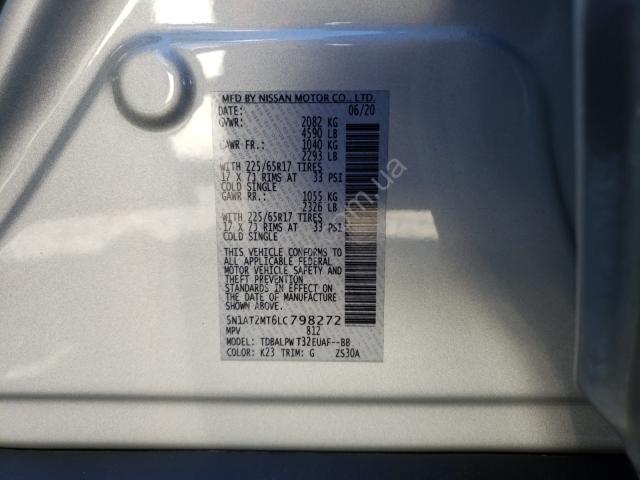 MFD BY NISSAN MOTOR CO., LTD.
DATE: 06/20
GVWR: 2082 KG
4590 LB
GAWR FR.: 1040 KG
2293 LB
WITH 225/65R17 TIRES
17 X 7J RIMS AT 33 PSI
COLD SINGLE
GAWR RR.: 1055 KG
2326 LB
WITH 225/65R17 TIRES
17 X 7J RIMS AT 33 PSI
COLD SINGLE
THIS VEHICLE CONFORMS TO
ALL APPLICABLE FEDERAL
MOTOR VEHICLE SAFETY AND
THEFT PREVENTION
STANDARDS IN EFFECT ON
THE DATE OF MANUFACTURE
SHOWN ABOVE.
5N1AT2MT6LC798272
MPV 812
MODEL: TDBALPWT32EUAF--BB
COLOR: K23 TRIM: G ZS30A